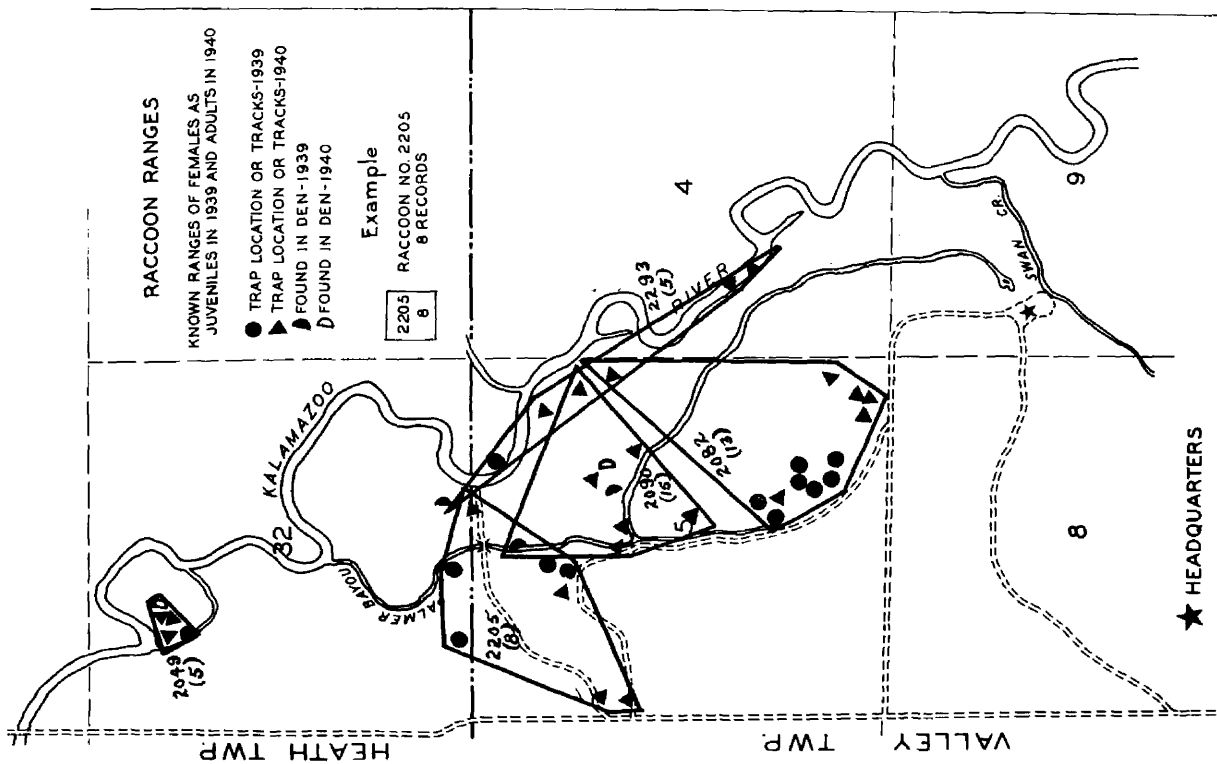 RACCOON RANGES
KNOWN RANGES OF FEMALES AS
JUVENILES IN 1939 AND ADULTS IN 1940
TRAP LOCATION OR TRACKS-1939
TRAP LOCATION OR TRACKS-1940
FOUND IN DEN-1939
FOUND IN DEN-1940
Example
2205
8
RACCOON NO. 2205
8 RECORDS
KALAMAZOO
RIVER
PALMER BAYOU
SWAN CR.
32
4
5
8
9
2049
(5)
2205
(8)
2090
(16)
2082
(13)
2293
(5)
HEATH TWP.
VALLEY TWP.
HEADQUARTERS